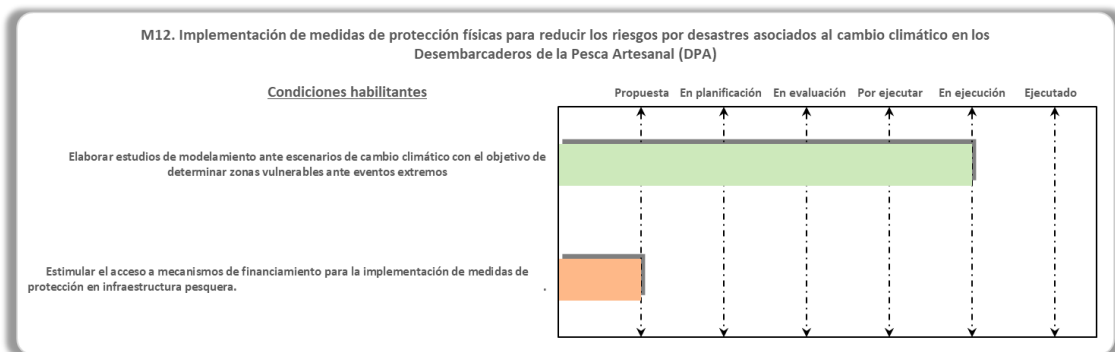 M12. Implementación de medidas de protección físicas para reducir los riesgos por desastres asociados al cambio climático en los
Desembarcaderos de la Pesca Artesanal (DPA)
Condiciones habilitantes
Propuesta En planificación En evaluación Por ejecutar En ejecución Ejecutado
Elaborar estudios de modelamiento ante escenarios de cambio climático con el objetivo de
determinar zonas vulnerables ante eventos extremos
Estimular el acceso a mecanismos de financiamiento para la implementación de medidas de
protección en infraestructura pesquera. .